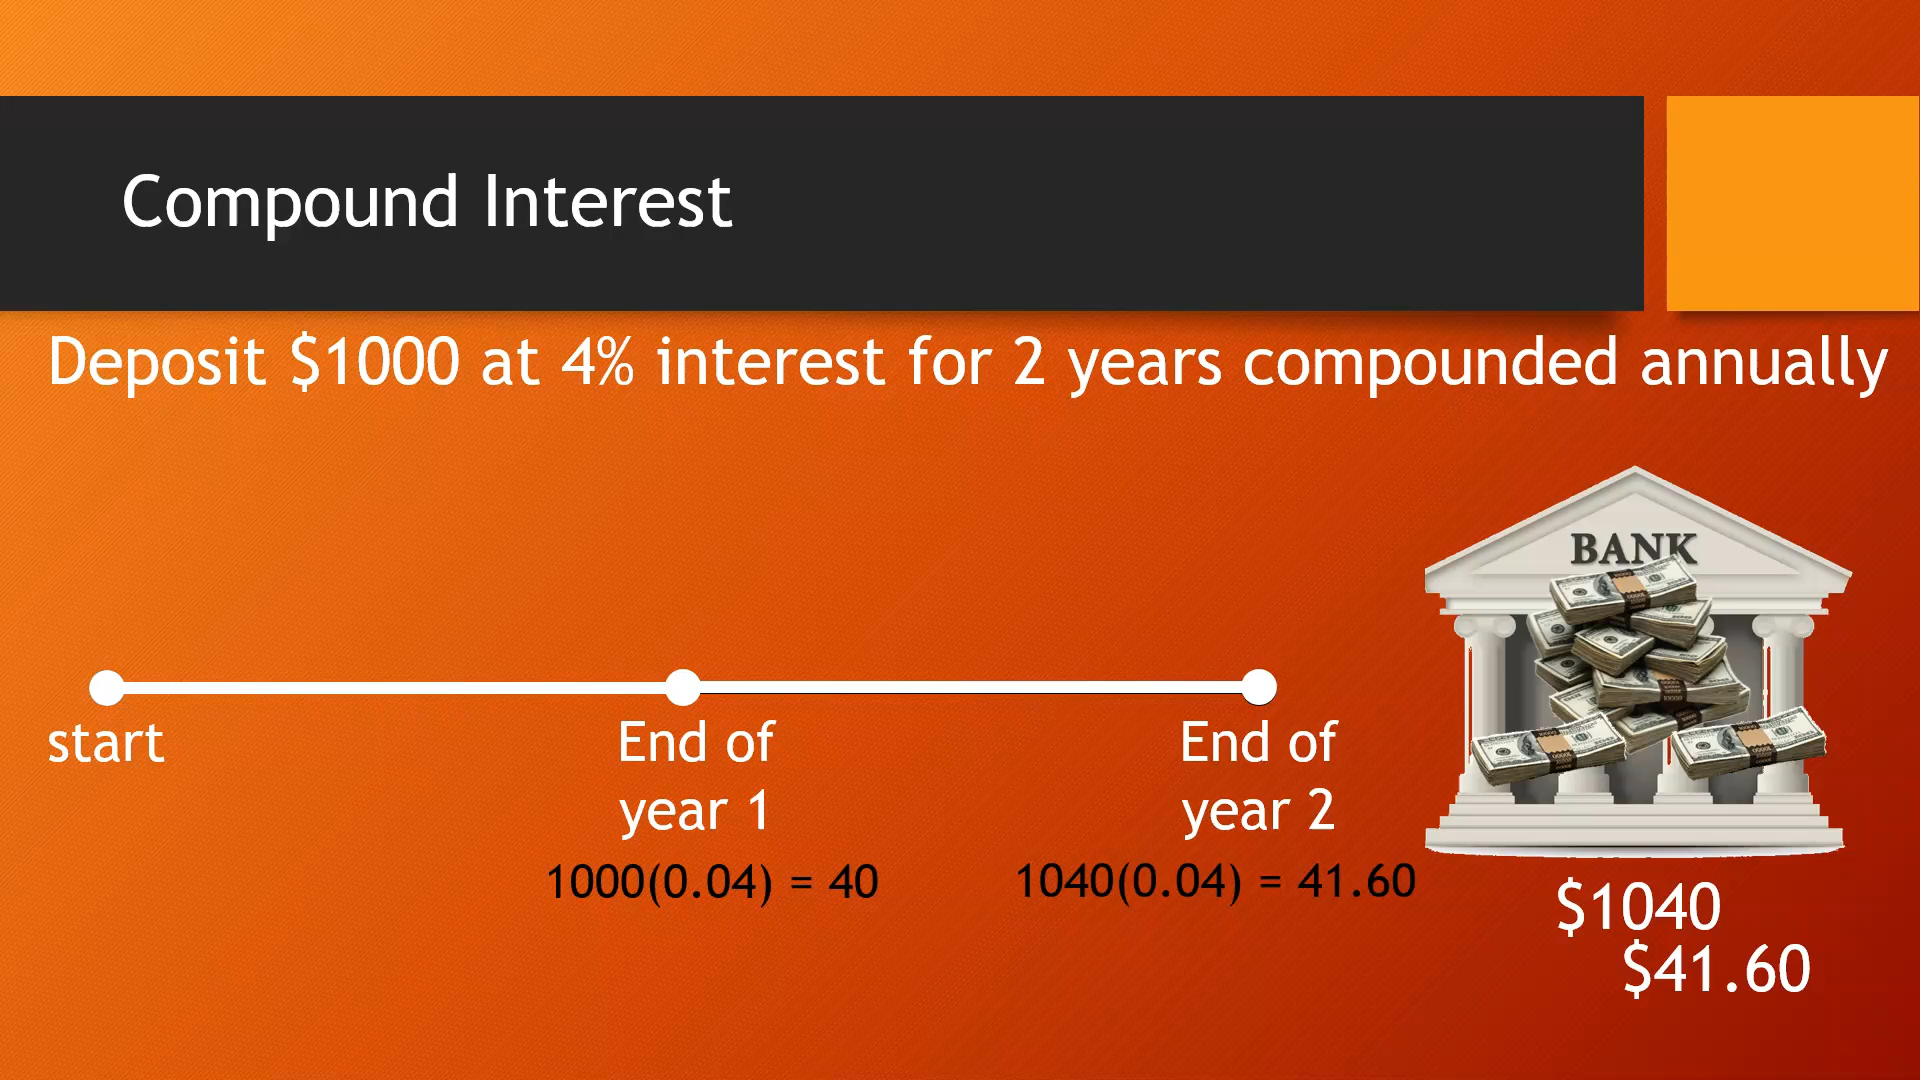 Compound Interest
Deposit $1000 at 4% interest for 2 years compounded annually
BANK
start
End of
year 1
1000(0.04) = 40
End of
year 2
1040(0.04) = 41.60
$1040
$41.60